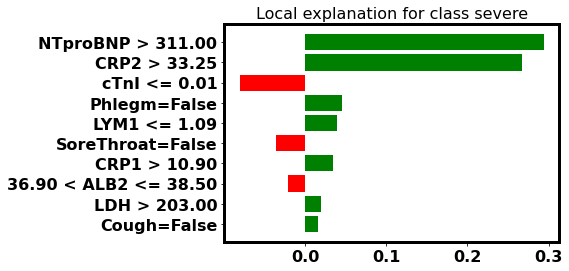 Local explanation for class severe
NTproBNP > 311.00
CRP2 > 33.25
cTnI <= 0.01
Phlegm=False
LYM1 <= 1.09
SoreThroat=False
CRP1 > 10.90
36.90 < ALB2 <= 38.50
LDH > 203.00
Cough=False
0.0 0.1 0.2 0.3